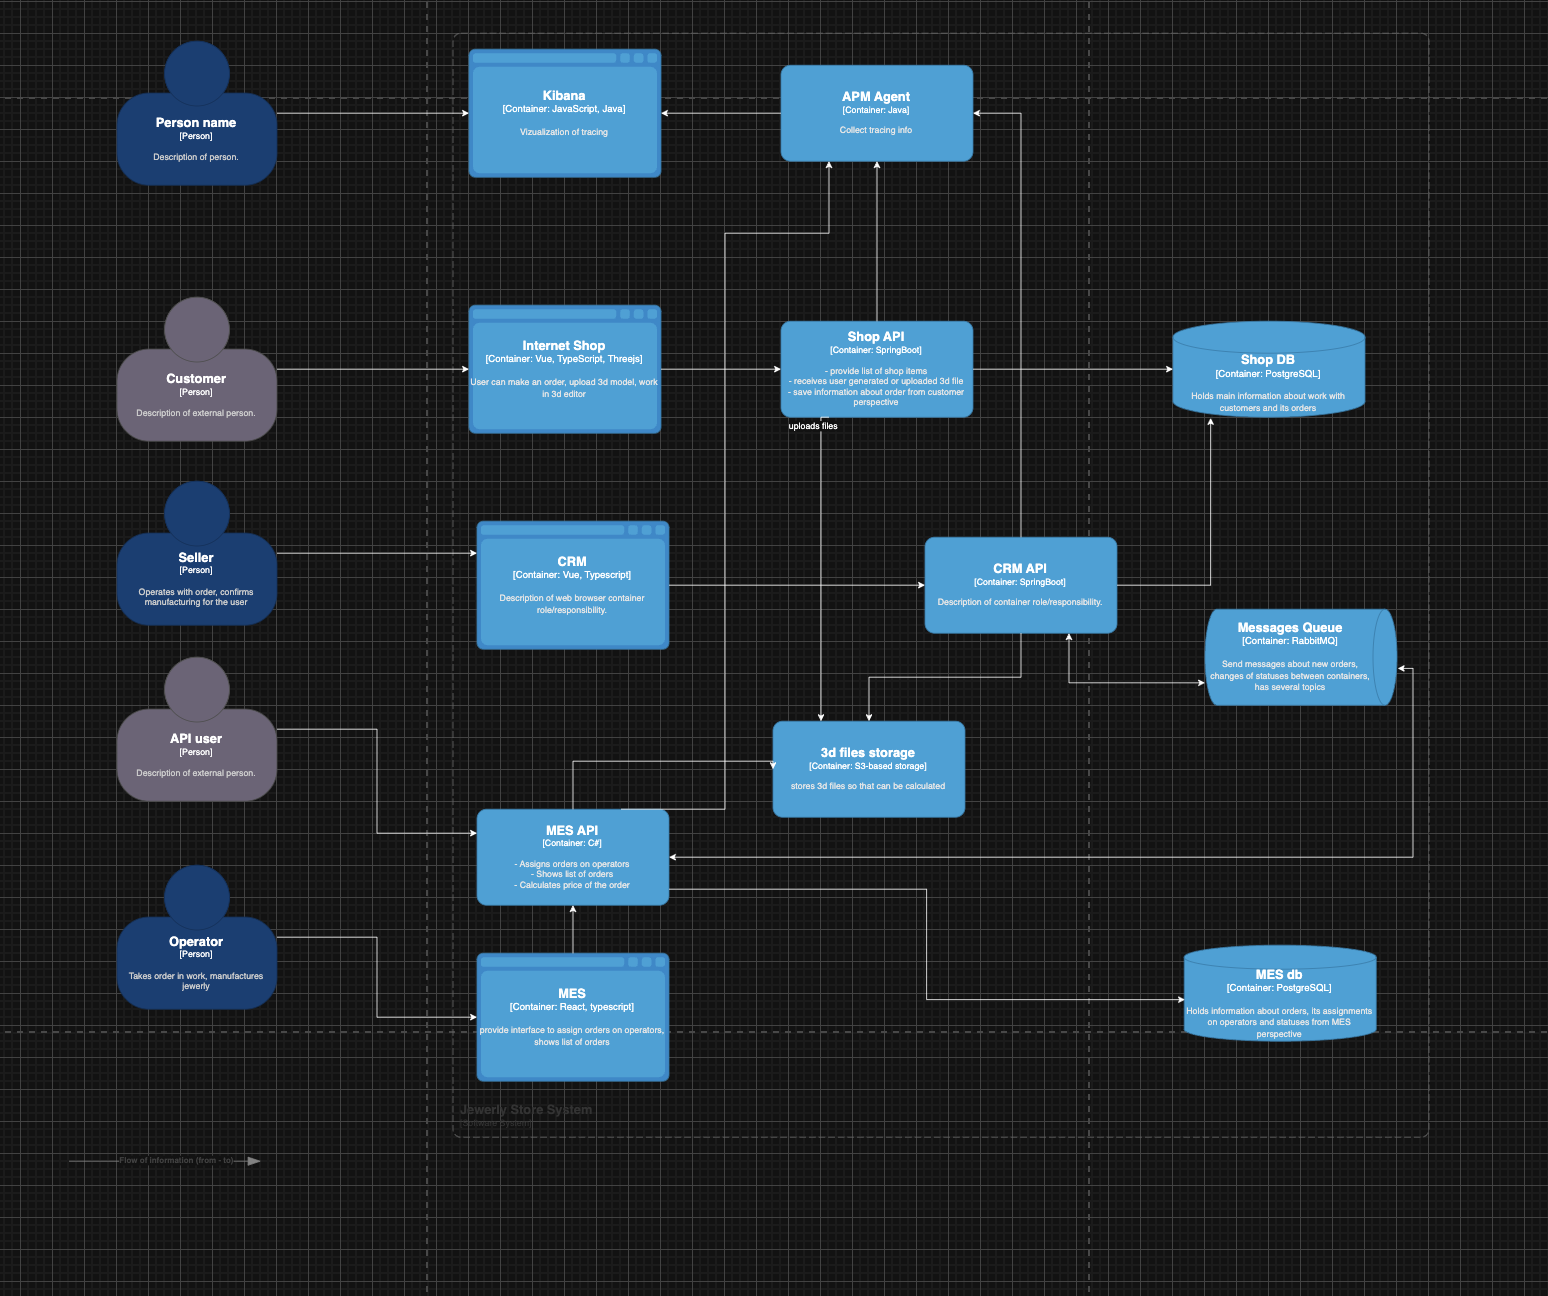 Person name
[Person]
Description of person.
Kibana
[Container: JavaScript, Java]
Vizualization of tracing
APM Agent
[Container: Java]
Collect tracing info
Customer
[Person]
Description of external person.
Internet Shop
[Container: Vue, TypeScript, Threejs]
User can make an order, upload 3d model, work
in 3d editor
Shop API
[Container: SpringBoot]
- provide list of shop items
- receives user generated or uploaded 3d file
- save information about order from customer
perspective
uploads files
Shop DB
[Container: PostgreSQL]
Holds main information about work with
customers and its orders
Seller
[Person]
Operates with order, confirms
manufacturing for the user
CRM
[Container: Vue, Typescript]
Description of web browser container
role/responsibility.
CRM API
[Container: SpringBoot]
Description of container role/responsibility.
Messages Queue
[Container: RabbitMQ]
Send messages about new orders,
changes of statuses between containers,
has several topics
API user
[Person]
Description of external person.
3d files storage
[Container: S3-based storage]
stores 3d files so that can be calculated
MES API
[Container: C#]
- Assigns orders on operators
- Shows list of orders
- Calculates price of the order
Operator
[Person]
Takes order in work, manufactures
jewerly
MES
[Container: React, typescript]
provide interface to assign orders on operators,
shows list of orders
MES db
[Container: PostgreSQL]
Holds information about orders, its assignments
on operators and statuses from MES
perspective
Jewerly Store System
[Software System]
Flow of information (from - to)